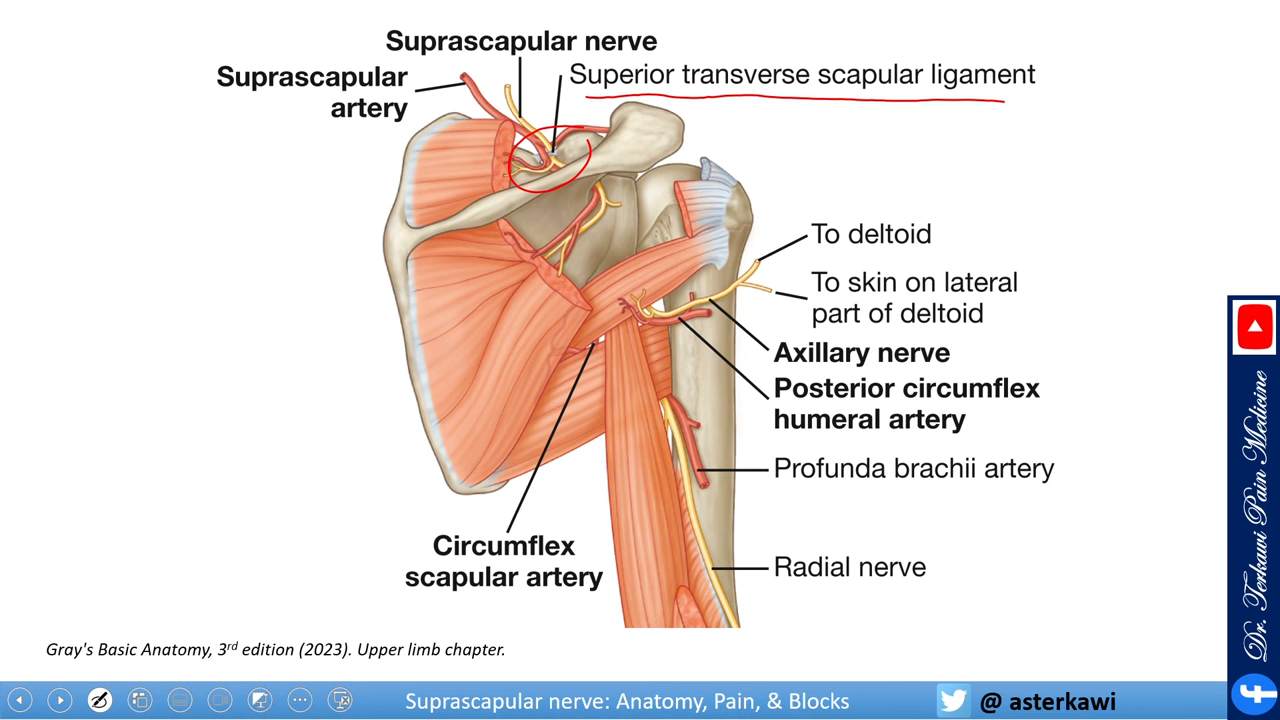 Suprascapular nerve
Suprascapular
artery
Superior transverse scapular ligament
To deltoid
To skin on lateral
part of deltoid
Axillary nerve
Posterior circumflex
humeral artery
Profunda brachii artery
Circumflex
scapular artery
Radial nerve
Gray's Basic Anatomy, 3rd edition (2023). Upper limb chapter.
Suprascapular nerve: Anatomy, Pain, & Blocks
@ asterkawi
Dr. Terkawi Pain Medicine